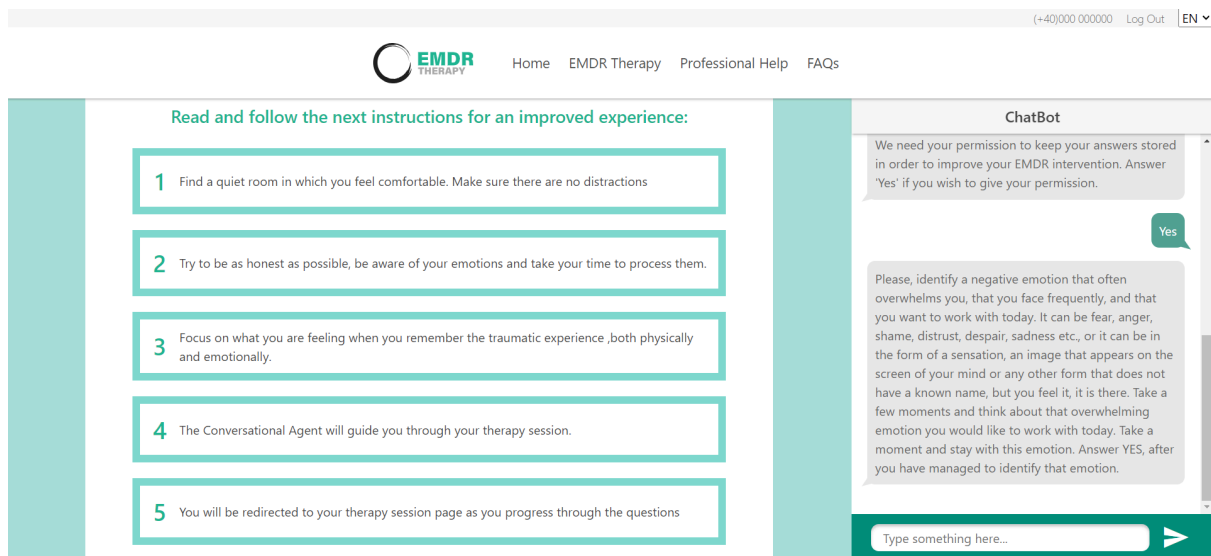 (+40)000 000000 Log Out EN
EMDR
THERAPY
Home EMDR Therapy Professional Help FAQs
Read and follow the next instructions for an improved experience:
1 Find a quiet room in which you feel comfortable. Make sure there are no distractions
2 Try to be as honest as possible, be aware of your emotions and take your time to process them.
3 Focus on what you are feeling when you remember the traumatic experience ,both physically
and emotionally.
4 The Conversational Agent will guide you through your therapy session.
5 You will be redirected to your therapy session page as you progress through the questions
ChatBot
We need your permission to keep your answers stored
in order to improve your EMDR intervention. Answer
'Yes' if you wish to give your permission.
Yes
Please, identify a negative emotion that often
overwhelms you, that you face frequently, and that
you want to work with today. It can be fear, anger,
shame, distrust, despair, sadness etc., or it can be in
the form of a sensation, an image that appears on the
screen of your mind or any other form that does not
have a known name, but you feel it, it is there. Take a
few moments and think about that overwhelming
emotion you would like to work with today. Take a
moment and stay with this emotion. Answer YES, after
you have managed to identify that emotion.
Type something here...